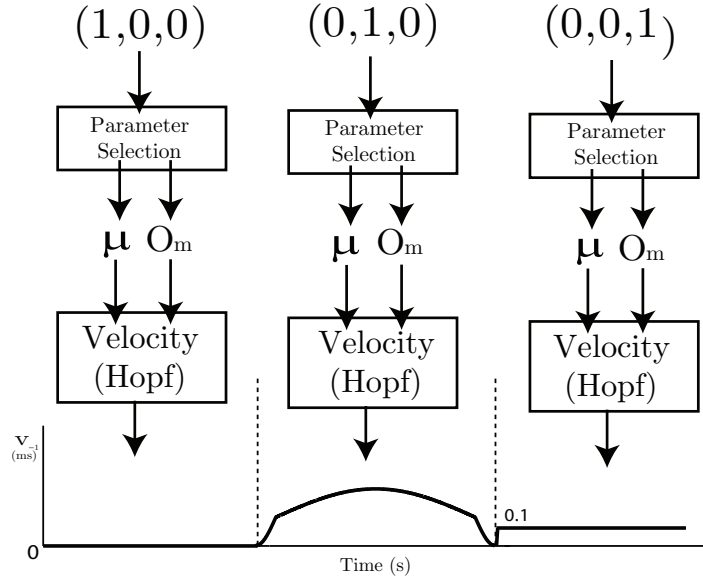 (1,0,0) (0,1,0) (0,0,1)
Parameter Selection
Parameter Selection
Parameter Selection
μ Om
μ Om
μ Om
Velocity (Hopf)
Velocity (Hopf)
Velocity (Hopf)
v
(ms)⁻¹
0.1
0
Time (s)